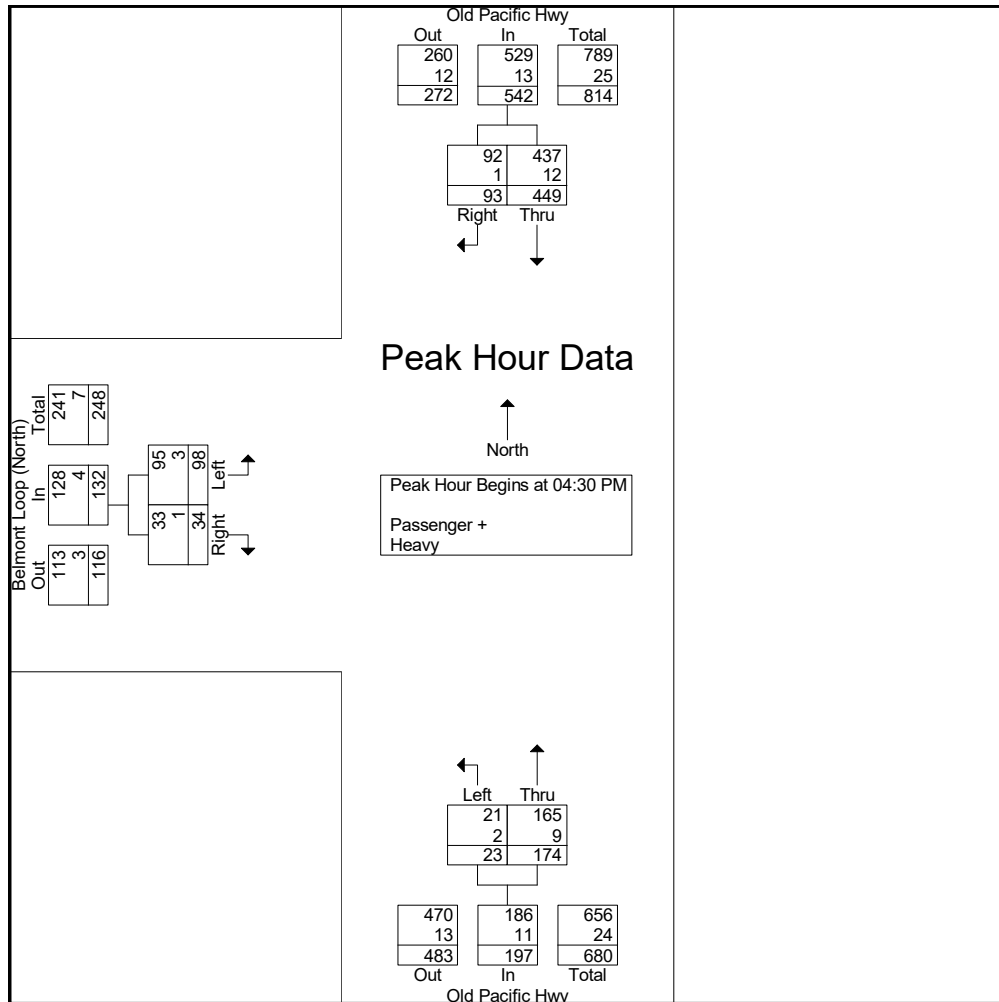 Old Pacific Hwy
Out In Total
260 529 789
12 13 25
272 542 814
92 437
1 12
93 449
Right Thru
Peak Hour Data
North
Peak Hour Begins at 04:30 PM
Passenger +
Heavy
Belmont Loop (North)
Out In Total
113 128 241
3 4 7
116 132 248
33 95
1 3
34 98
Right Left
Left Thru
21 165
2 9
23 174
470 186 656
13 11 24
483 197 680
Out In Total
Old Pacific Hwy